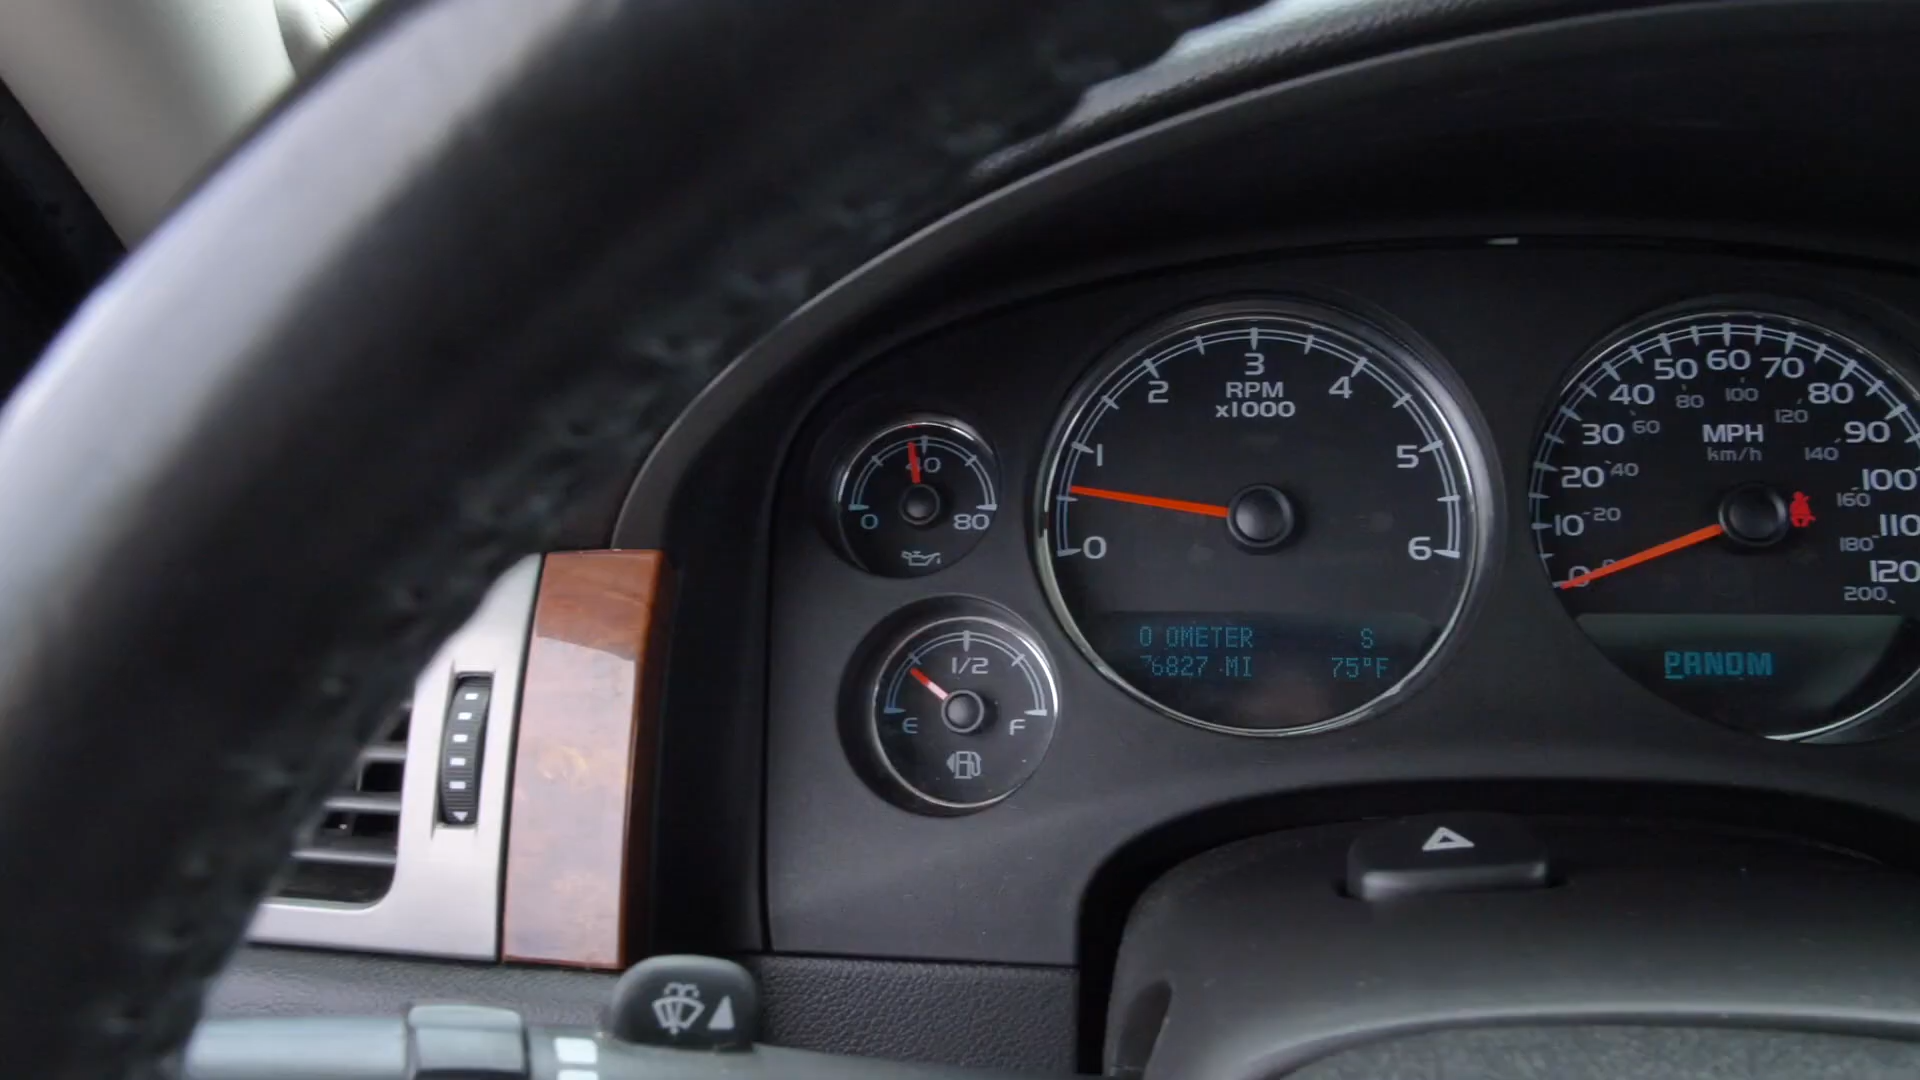 40
0 80
1/2
E F
3
2 4
RPM
x1000
1 5
0 6
O OMETER S
76827 MI 75°F
60
50 70
40 80
80 100 120
30 60 MPH 90
km/h 140
20 40 100
160
10 20 110
180
0 120
200
PRNDM